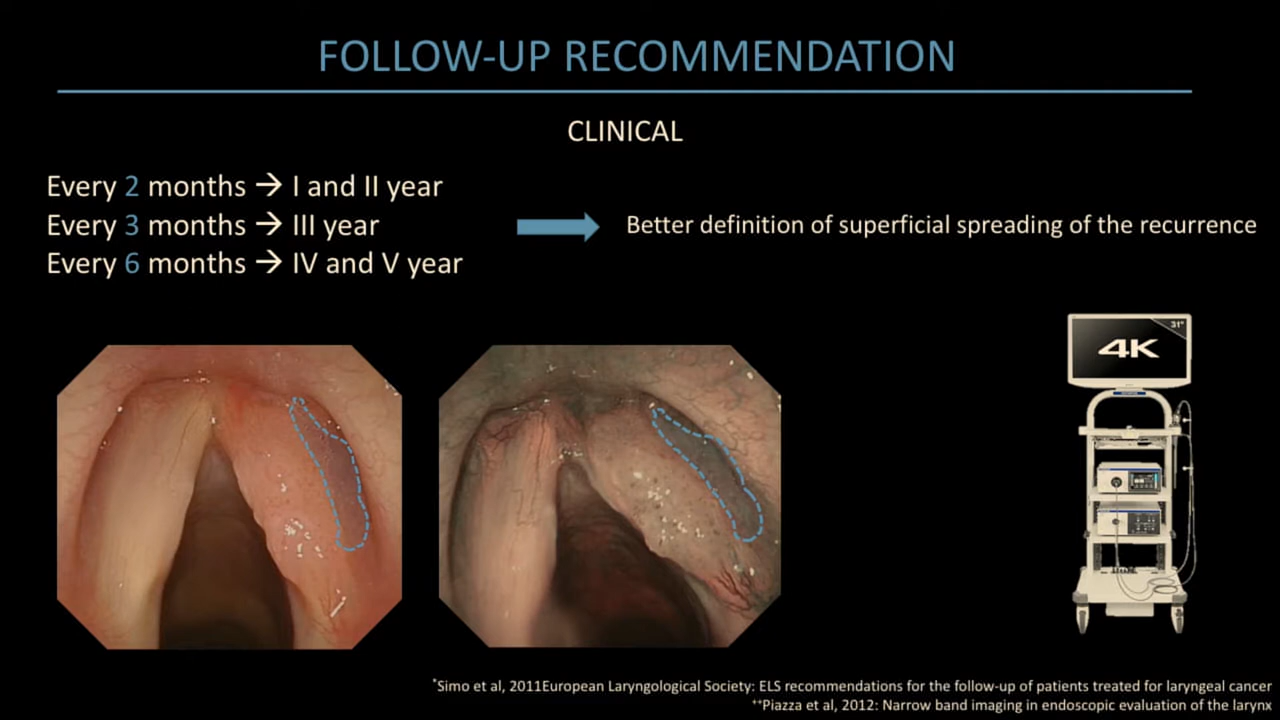 FOLLOW-UP RECOMMENDATION
CLINICAL
Every 2 months → I and II year
Every 3 months → III year
Every 6 months → IV and V year
Better definition of superficial spreading of the recurrence
31"
4K
*Simo et al, 2011European Laryngological Society: ELS recommendations for the follow-up of patients treated for laryngeal cancer
++Piazza et al, 2012: Narrow band imaging in endoscopic evaluation of the larynx